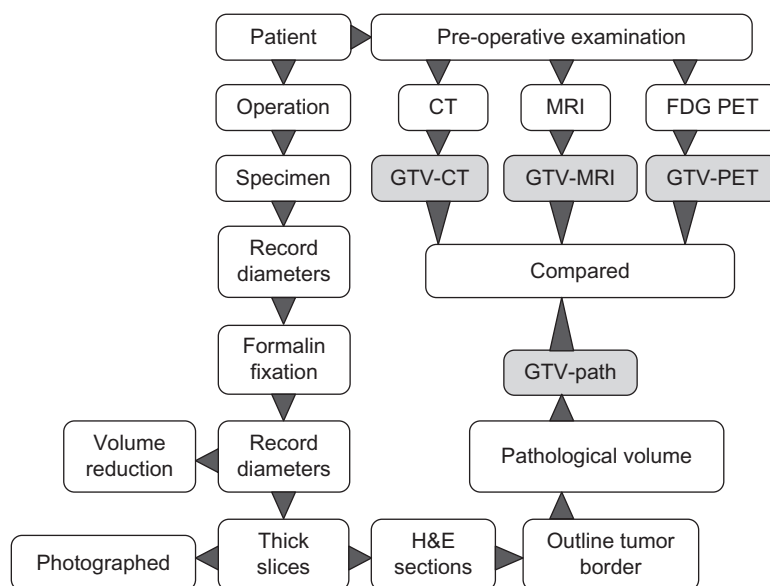 Patient
Pre-operative examination
Operation
CT
MRI
FDG PET
Specimen
GTV-CT
GTV-MRI
GTV-PET
Record
diameters
Compared
Formalin
fixation
GTV-path
Volume
reduction
Record
diameters
Pathological volume
Photographed
Thick
slices
H&E
sections
Outline tumor
border